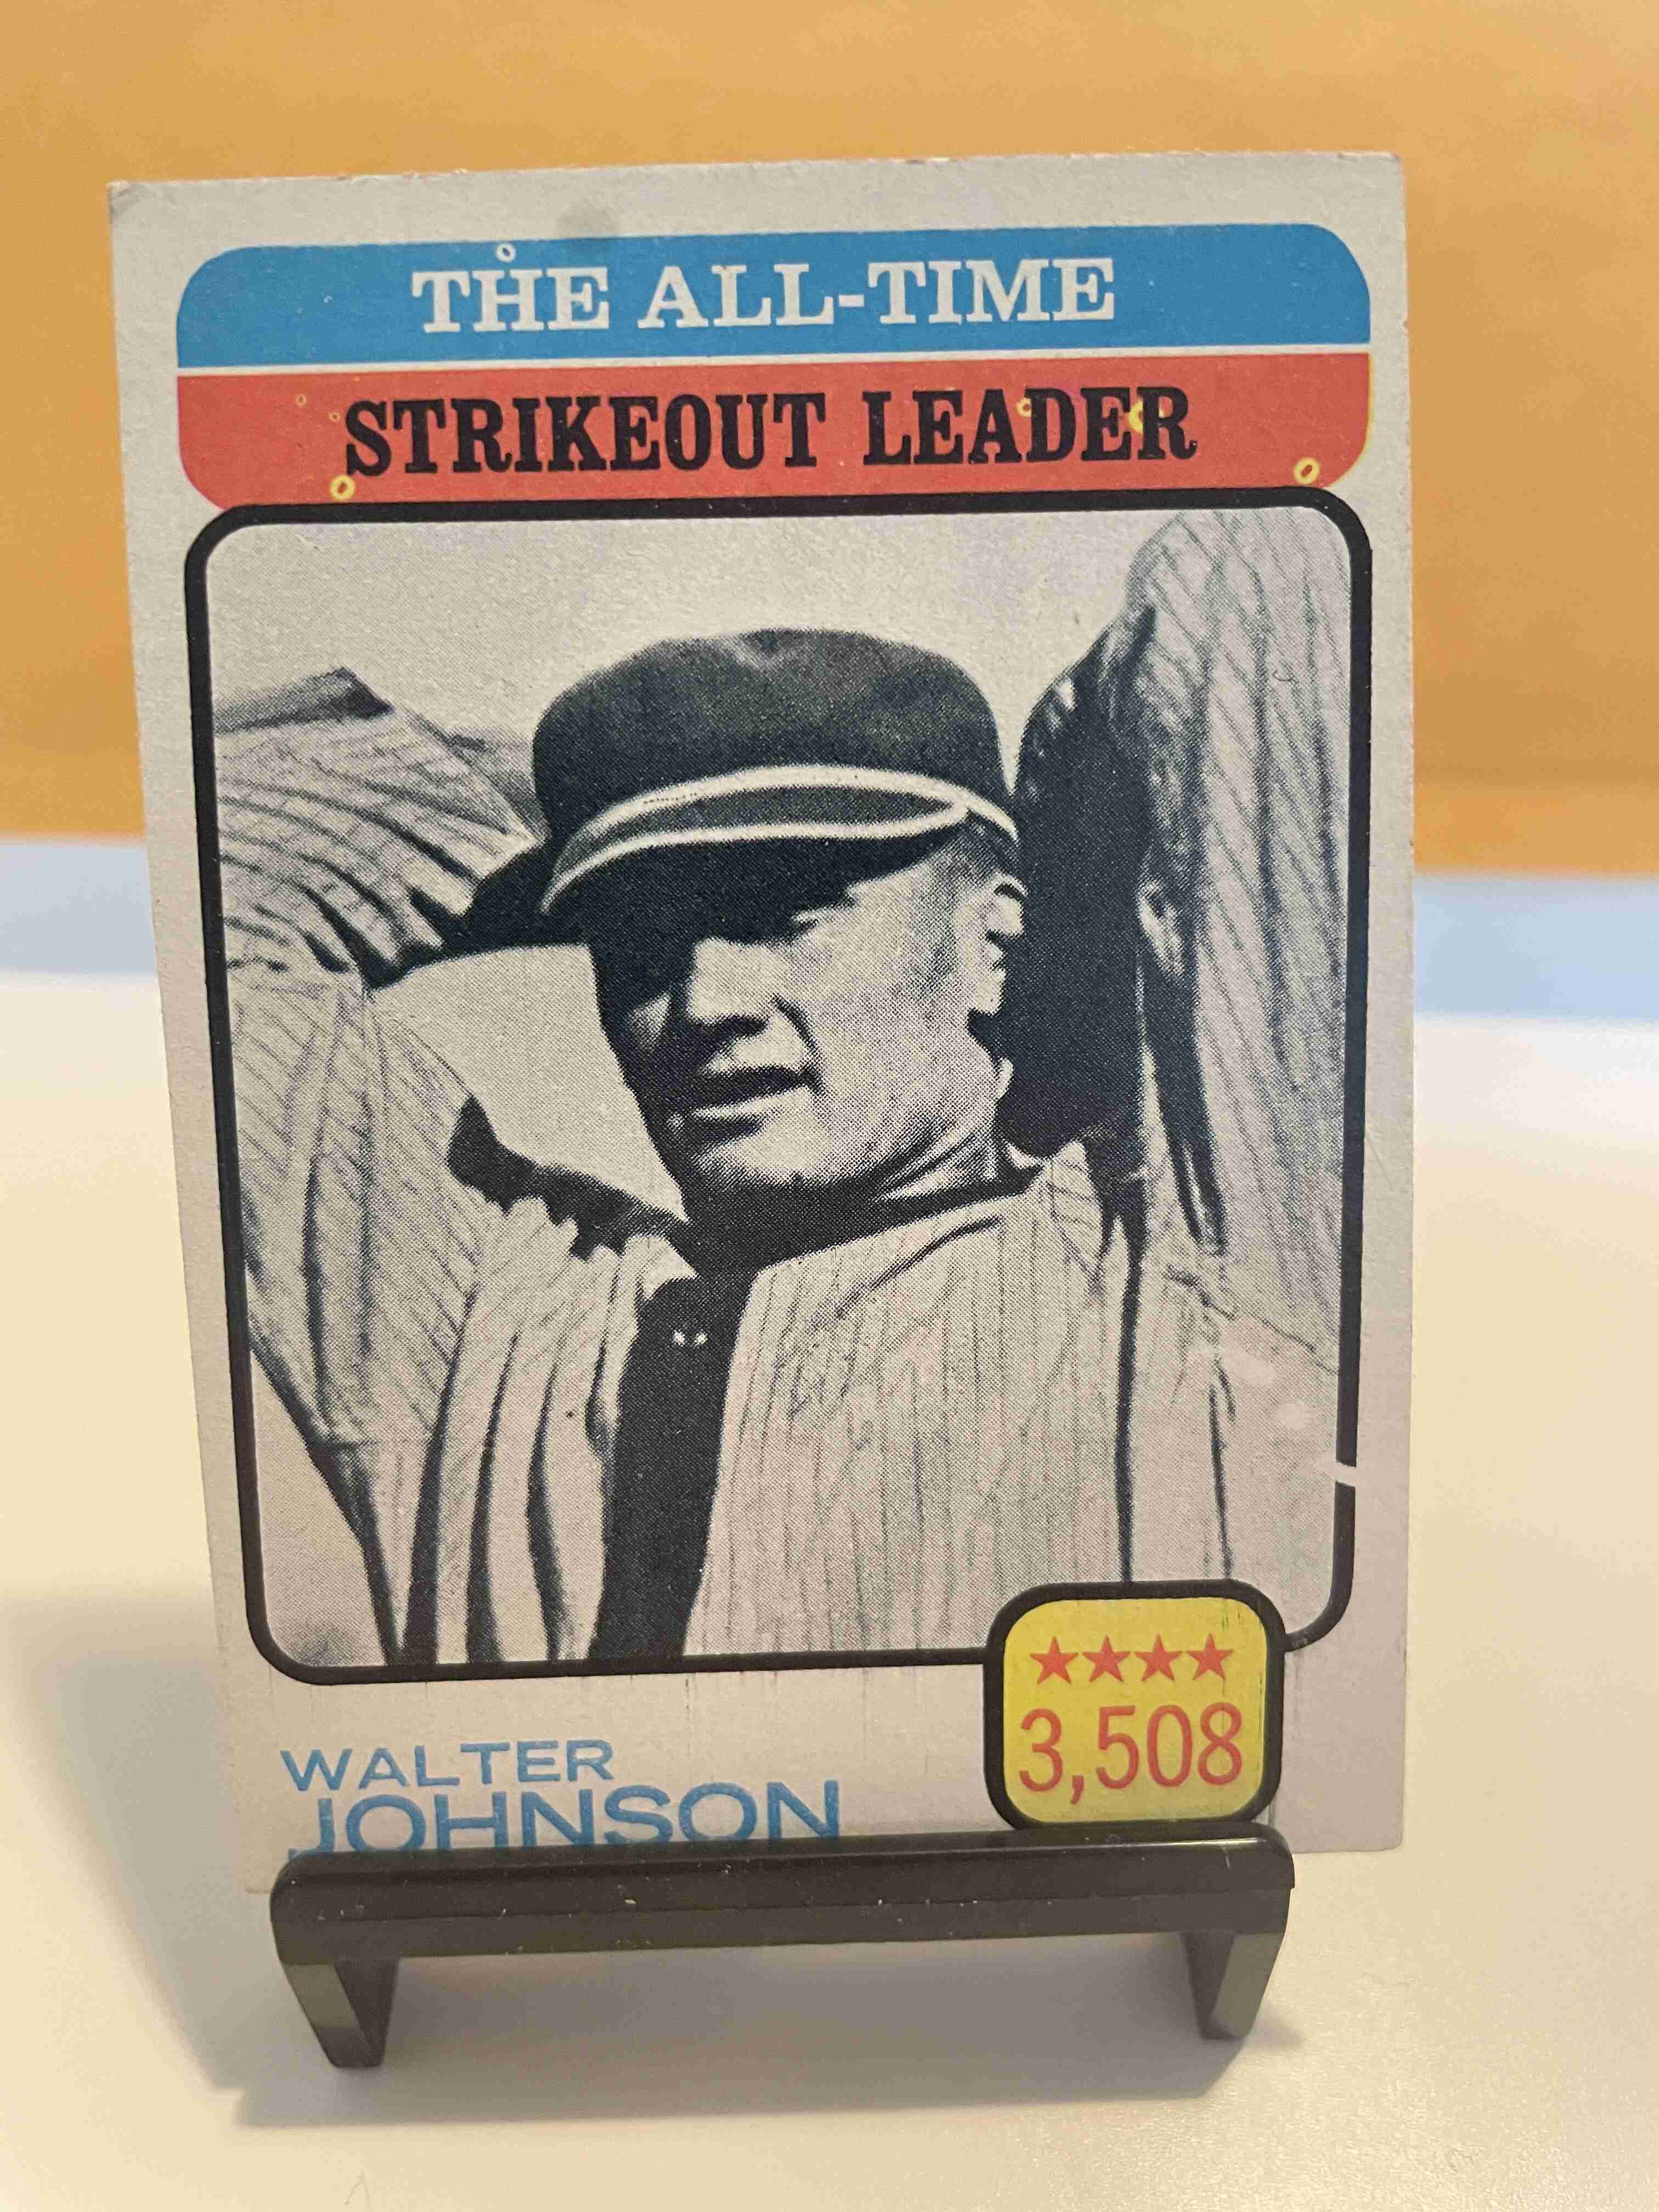 THE ALL-TIME
STRIKEOUT LEADER
3,508
WALTER
JOHNSON